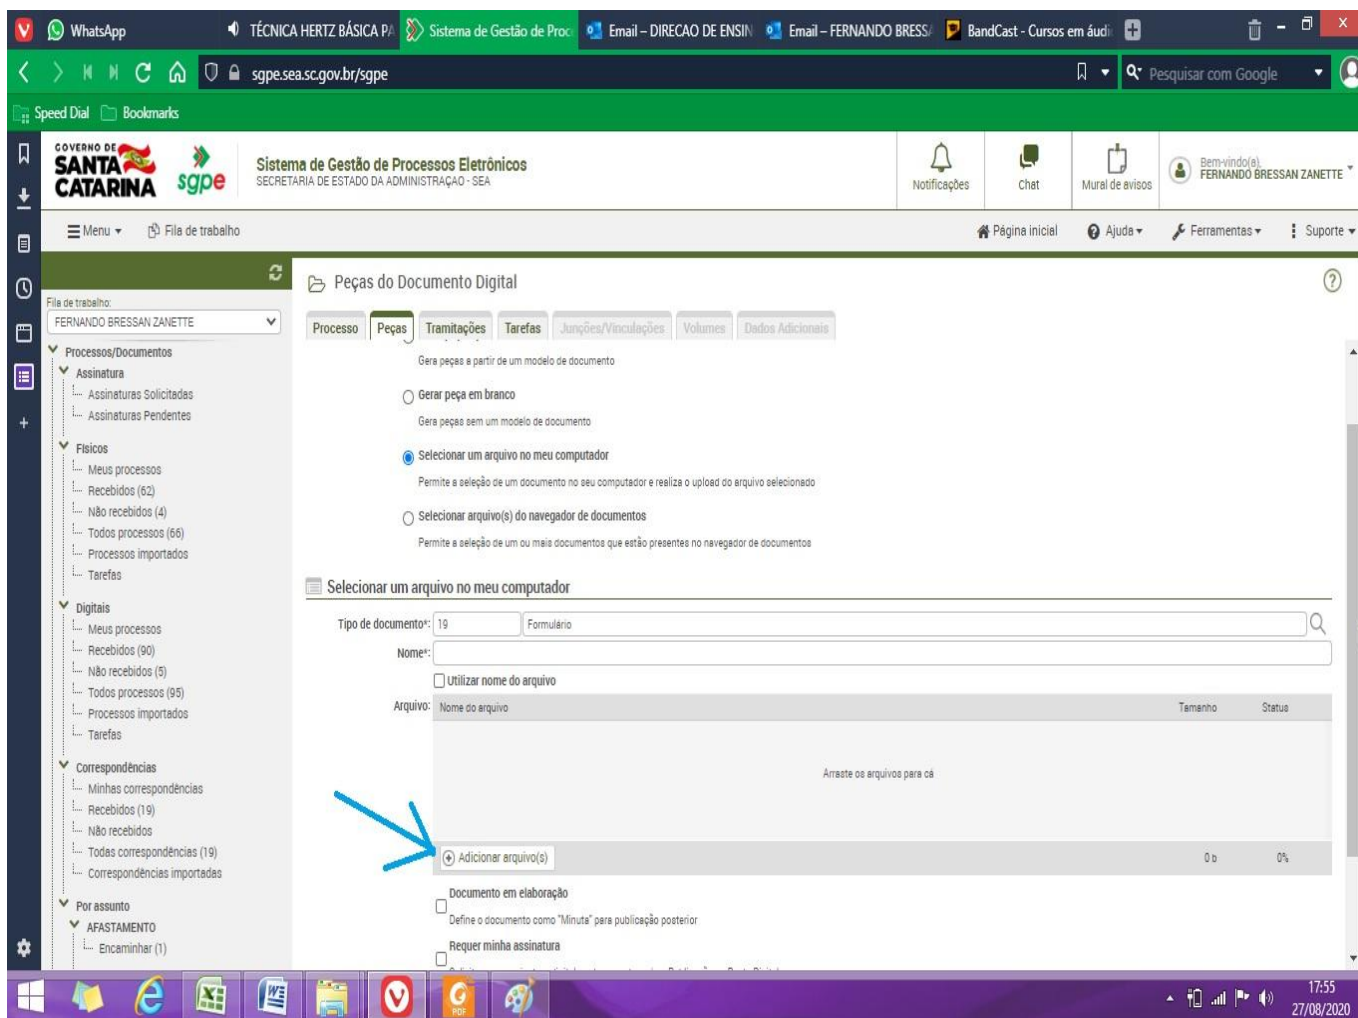 WhatsApp
TÉCNICA HERTZ BÁSICA PA
Sistema de Gestão de Proc
Email – DIRECAO DE ENSIN
Email – FERNANDO BRESSA
BandCast - Cursos em áudi
sgpe.sea.sc.gov.br/sgpe
Pesquisar com Google
Speed Dial
Bookmarks
GOVERNO DE
SANTA
CATARINA
sgpe
Sistema de Gestão de Processos Eletrônicos
SECRETARIA DE ESTADO DA ADMINISTRAÇAO - SEA
Notificações
Chat
Mural de avisos
Bem-vindo(a),
FERNANDO BRESSAN ZANETTE
Menu
Fila de trabalho
Página inicial
Ajuda
Ferramentas
Suporte
Fila de trabalho:
FERNANDO BRESSAN ZANETTE
Processos/Documentos
Assinatura
Assinaturas Solicitadas
Assinaturas Pendentes
Físicos
Meus processos
Recebidos (62)
Não recebidos (4)
Todos processos (66)
Processos importados
Tarefas
Digitais
Meus processos
Recebidos (90)
Não recebidos (5)
Todos processos (95)
Processos importados
Tarefas
Correspondências
Minhas correspondências
Recebidos (19)
Não recebidos
Todas correspondências (19)
Correspondências importadas
Por assunto
AFASTAMENTO
Encaminhar (1)
Peças do Documento Digital
Processo
Peças
Tramitações
Tarefas
Junções/Vinculações
Volumes
Dados Adicionais
Gera peças a partir de um modelo de documento
Gerar peça em branco
Gera peças sem um modelo de documento
Selecionar um arquivo no meu computador
Permite a seleção de um documento no seu computador e realiza o upload do arquivo selecionado
Selecionar arquivo(s) do navegador de documentos
Permite a seleção de um ou mais documentos que estão presentes no navegador de documentos
Selecionar um arquivo no meu computador
Tipo de documento*: 19 Formulário
Nome*:
Utilizar nome do arquivo
Arquivo: Nome do arquivo Tamanho Status
Arraste os arquivos para cá
Adicionar arquivo(s) 0 b 0%
Documento em elaboração
Define o documento como "Minuta" para publicação posterior
Requer minha assinatura
PDF
17:55
27/08/2020